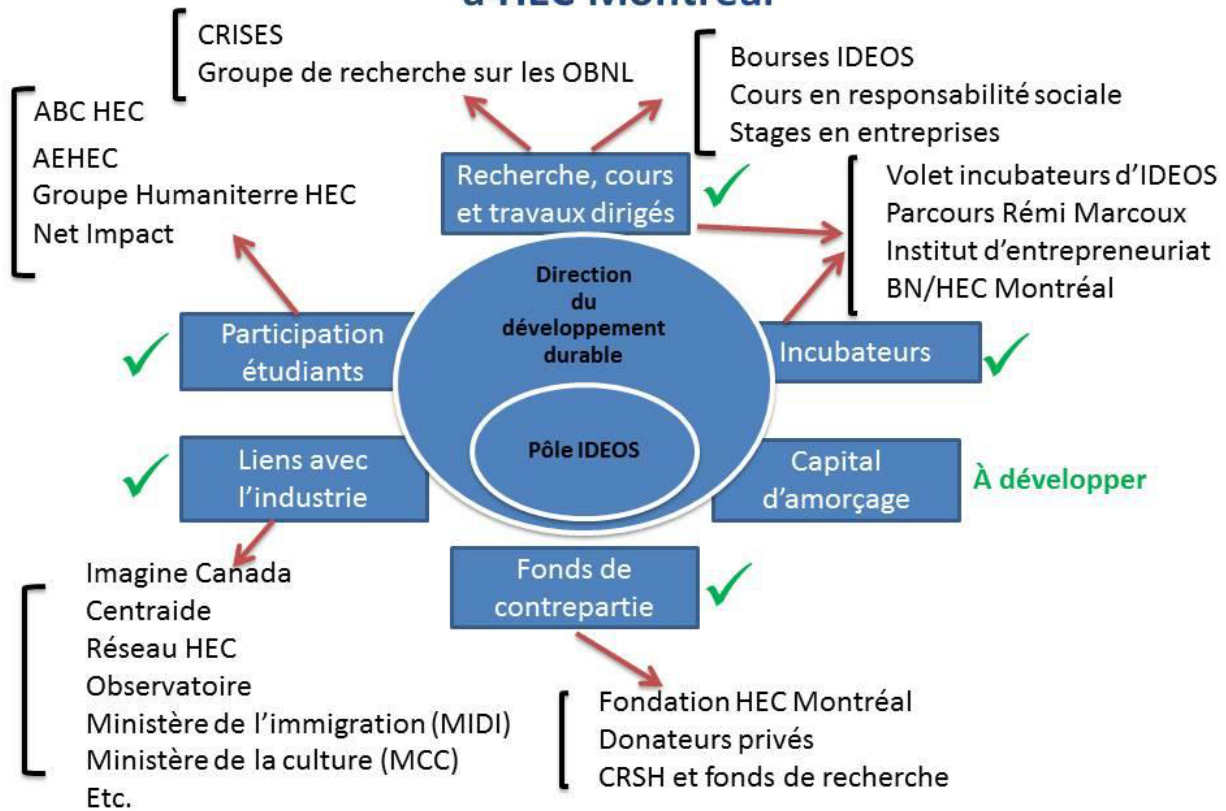 à HEC Montréal
CRISES
Groupe de recherche sur les OBNL
Bourses IDEOS
Cours en responsabilité sociale
Stages en entreprises
ABC HEC
AEHEC
Groupe Humaniterre HEC
Net Impact
Recherche, cours
et travaux dirigés
Volet incubateurs d'IDEOS
Parcours Rémi Marcoux
Institut d'entrepreneuriat
BN/HEC Montréal
Direction
du
développement
durable
Participation
étudiants
Incubateurs
Pôle IDEOS
Liens avec
l'industrie
Capital
d'amorçage
À développer
Fonds de
contrepartie
Imagine Canada
Centraide
Réseau HEC
Observatoire
Ministère de l'immigration (MIDI)
Ministère de la culture (MCC)
Etc.
Fondation HEC Montréal
Donateurs privés
CRSH et fonds de recherche